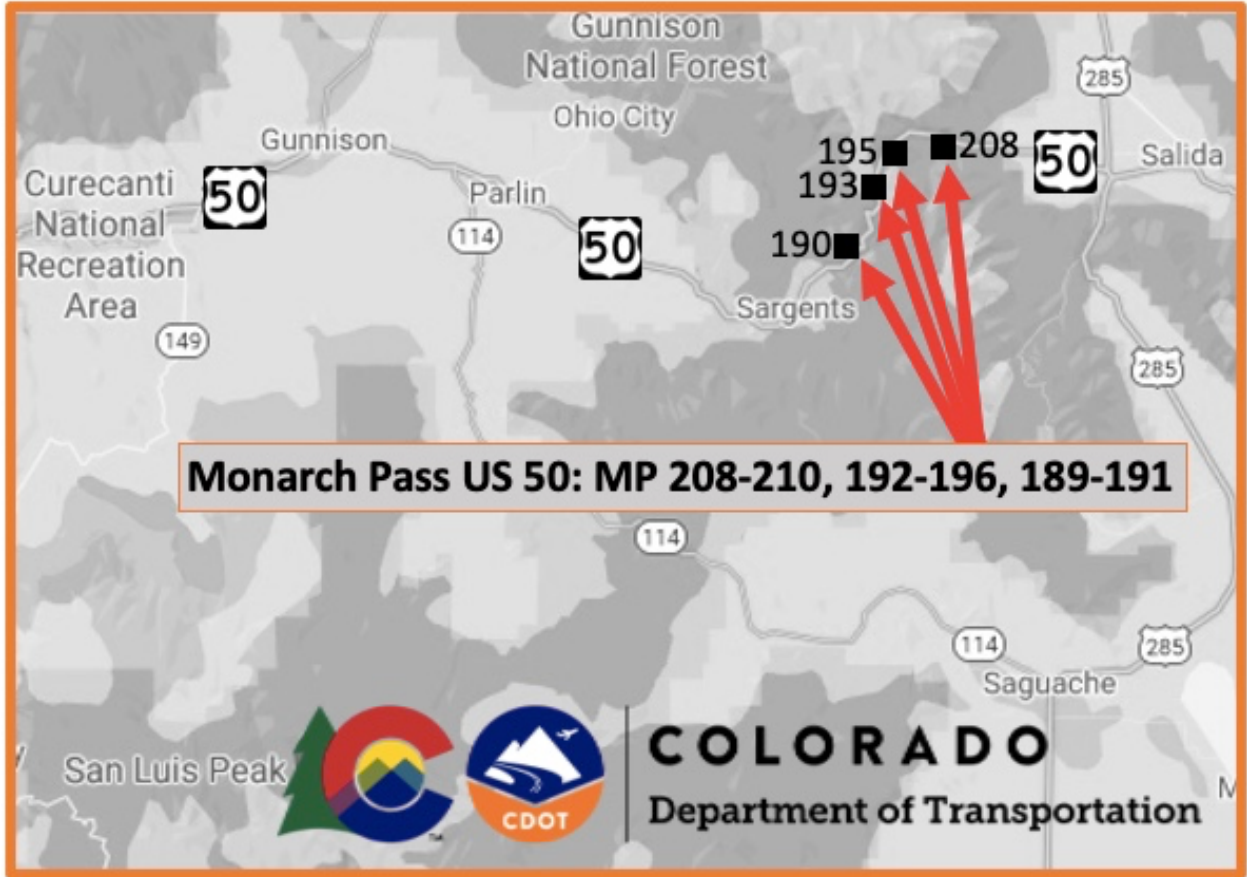 Gunnison
National Forest
285
Ohio City
Gunnison
195
208
50
Salida
Curecanti
National
Recreation
Area
50
Parlin
193
114
50
190
Sargents
149
285
Monarch Pass US 50: MP 208-210, 192-196, 189-191
114
114
285
Saguache
San Luis Peak
COLORADO
Department of Transportation
CDOT
TM
M